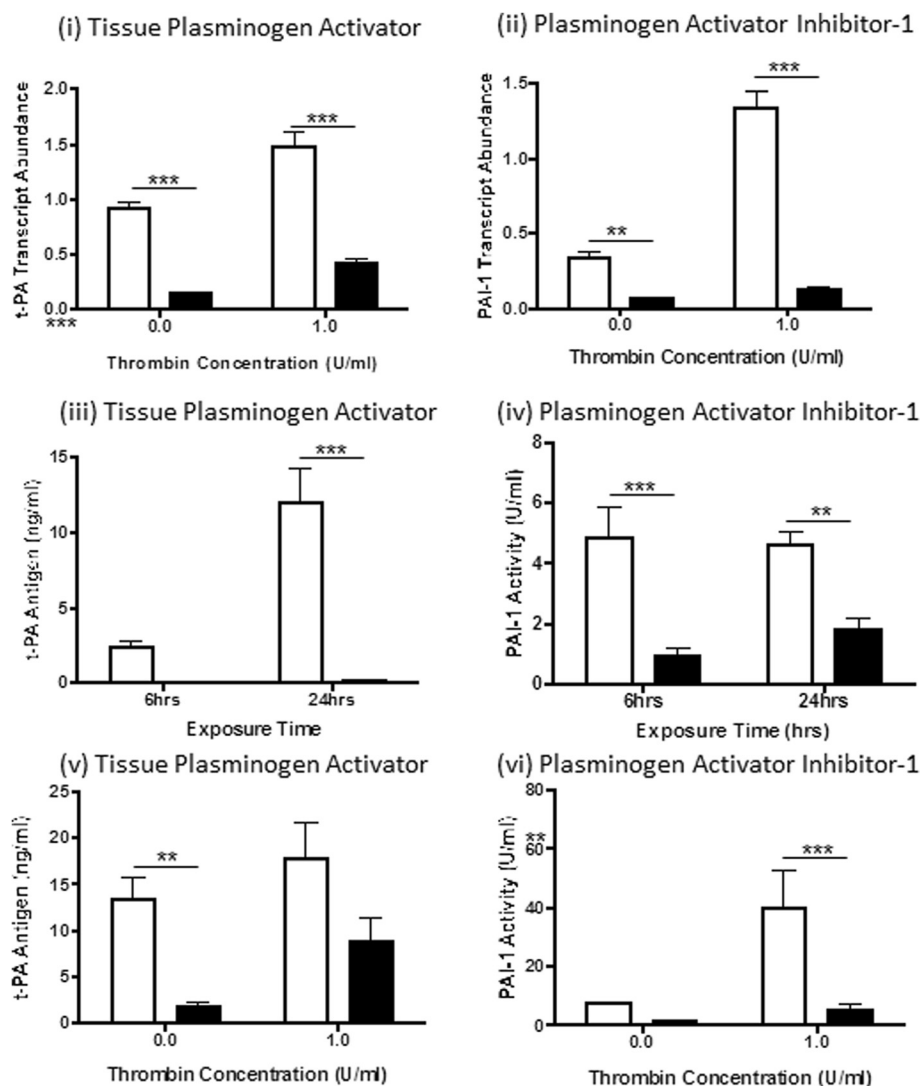 (i) Tissue Plasminogen Activator
t-PA Transcript Abundance
2.0
1.5
1.0
0.5
0.0
***
***
***
0.0
1.0
Thrombin Concentration (U/ml)
(ii) Plasminogen Activator Inhibitor-1
PAI-1 Transcript Abundance
1.5
1.0
0.5
0.0
**
***
0.0
1.0
Thrombin Concentration (U/ml)
(iii) Tissue Plasminogen Activator
t-PA Antigen (ng/ml)
15
10
5
0
***
6hrs
24hrs
Exposure Time
(iv) Plasminogen Activator Inhibitor-1
PAI-1 Activity (U/ml)
8
6
4
2
0
***
**
6hrs
24hrs
Exposure Time (hrs)
(v) Tissue Plasminogen Activator
t-PA Antigen (ng/ml)
25
20
15
10
5
0
**
0.0
1.0
Thrombin Concentration (U/ml)
(vi) Plasminogen Activator Inhibitor-1
PAI-1 Activity (U/ml)
80
**
60
40
20
0
***
0.0
1.0
Thrombin Concentration (U/ml)